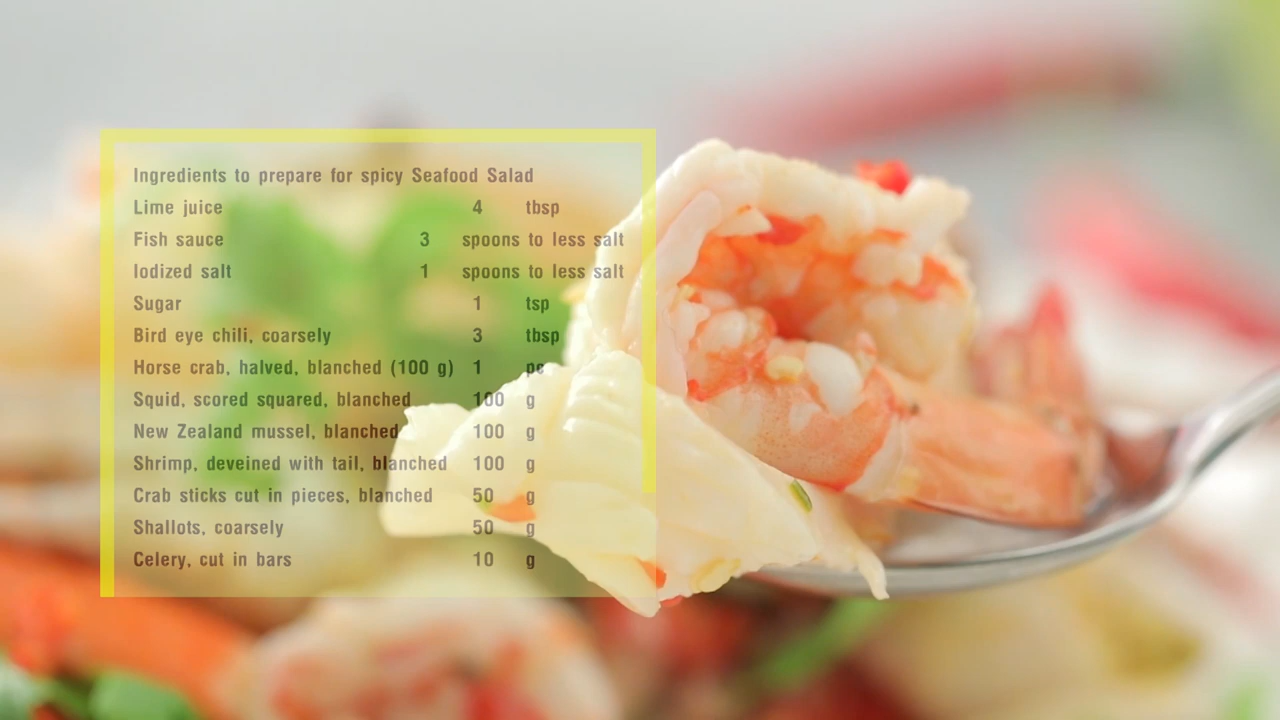 Ingredients to prepare for spicy Seafood Salad
Lime juice 4 tbsp
Fish sauce 3 spoons to less salt
Iodized salt 1 spoons to less salt
Sugar 1 tsp
Bird eye chili, coarsely 3 tbsp
Horse crab, halved, blanched (100 g) 1 pc
Squid, scored squared, blanched 100 g
New Zealand mussel, blanched 100 g
Shrimp, deveined with tail, blanched 100 g
Crab sticks cut in pieces, blanched 50 g
Shallots, coarsely 50 g
Celery, cut in bars 10 g